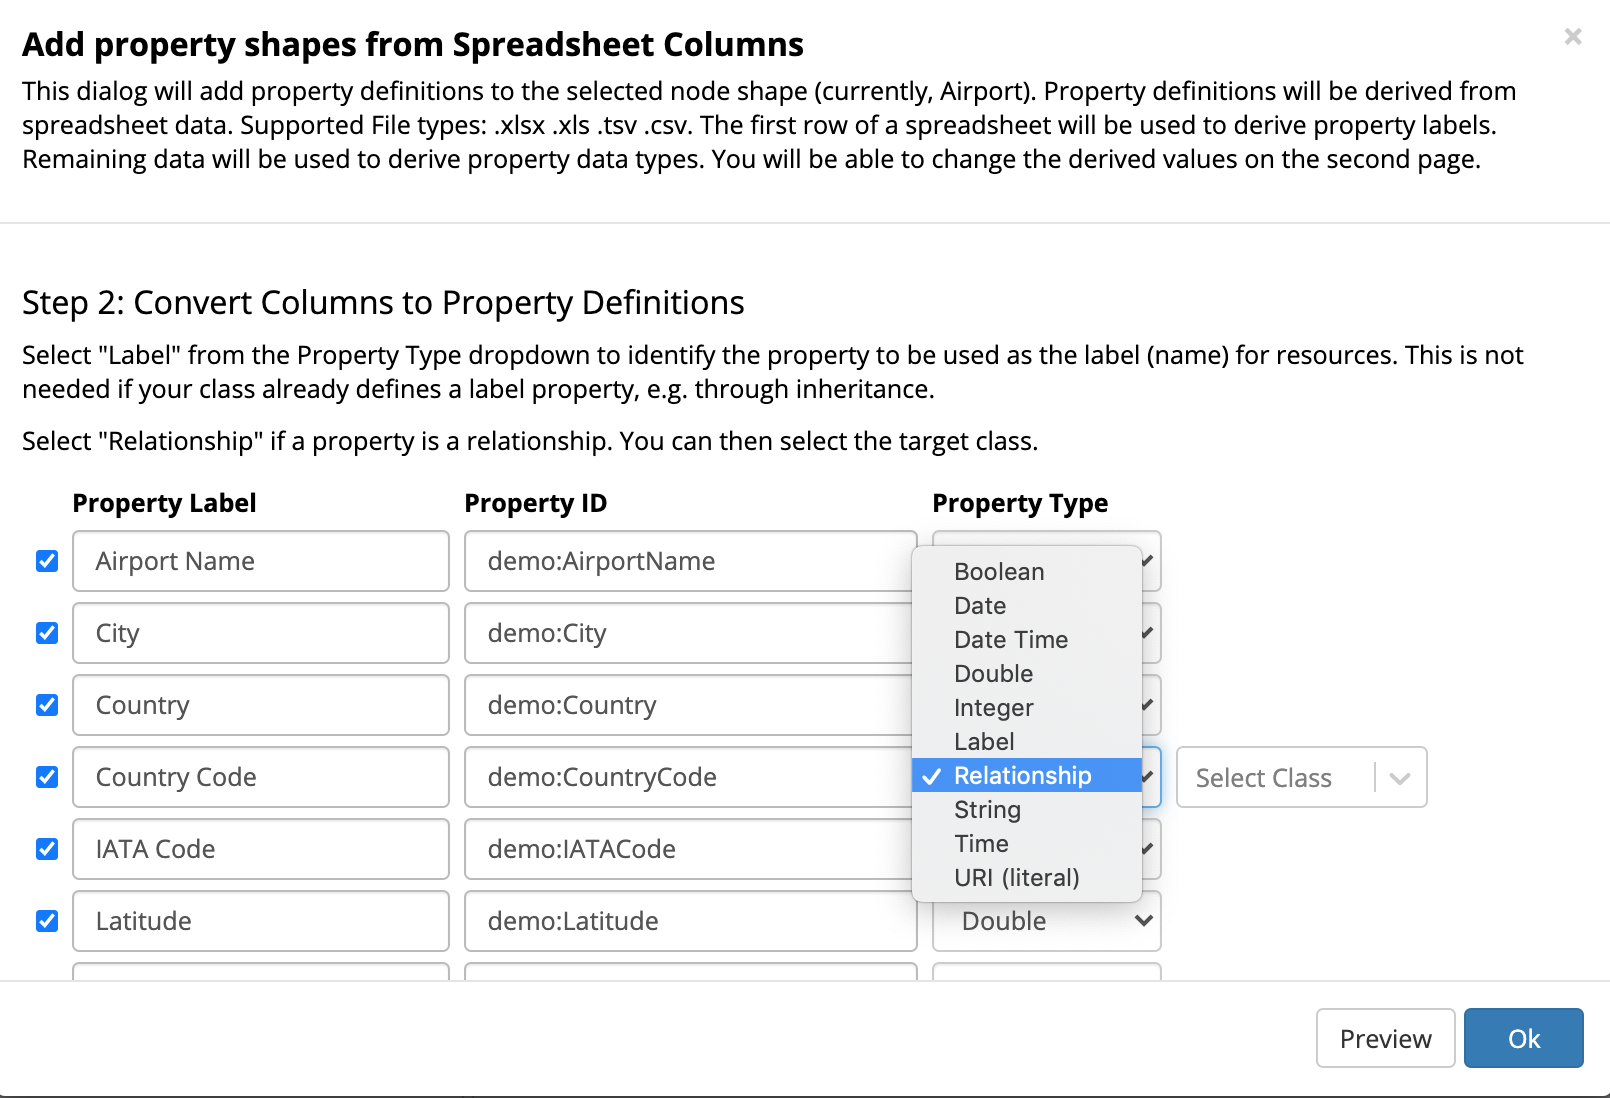 Add property shapes from Spreadsheet Columns
×
This dialog will add property definitions to the selected node shape (currently, Airport). Property definitions will be derived from
spreadsheet data. Supported File types: .xlsx .xls .tsv .csv. The first row of a spreadsheet will be used to derive property labels.
Remaining data will be used to derive property data types. You will be able to change the derived values on the second page.
Step 2: Convert Columns to Property Definitions
Select "Label" from the Property Type dropdown to identify the property to be used as the label (name) for resources. This is not
needed if your class already defines a label property, e.g. through inheritance.
Select "Relationship" if a property is a relationship. You can then select the target class.
Property Label Property ID Property Type
Airport Name demo:AirportName
Boolean
Date
City demo:City
Date Time
Double
Country demo:Country
Integer
Label
Country Code demo:CountryCode Relationship Select Class
String
IATA Code demo:IATACode
Time
URI (literal)
Latitude demo:Latitude Double
Preview Ok